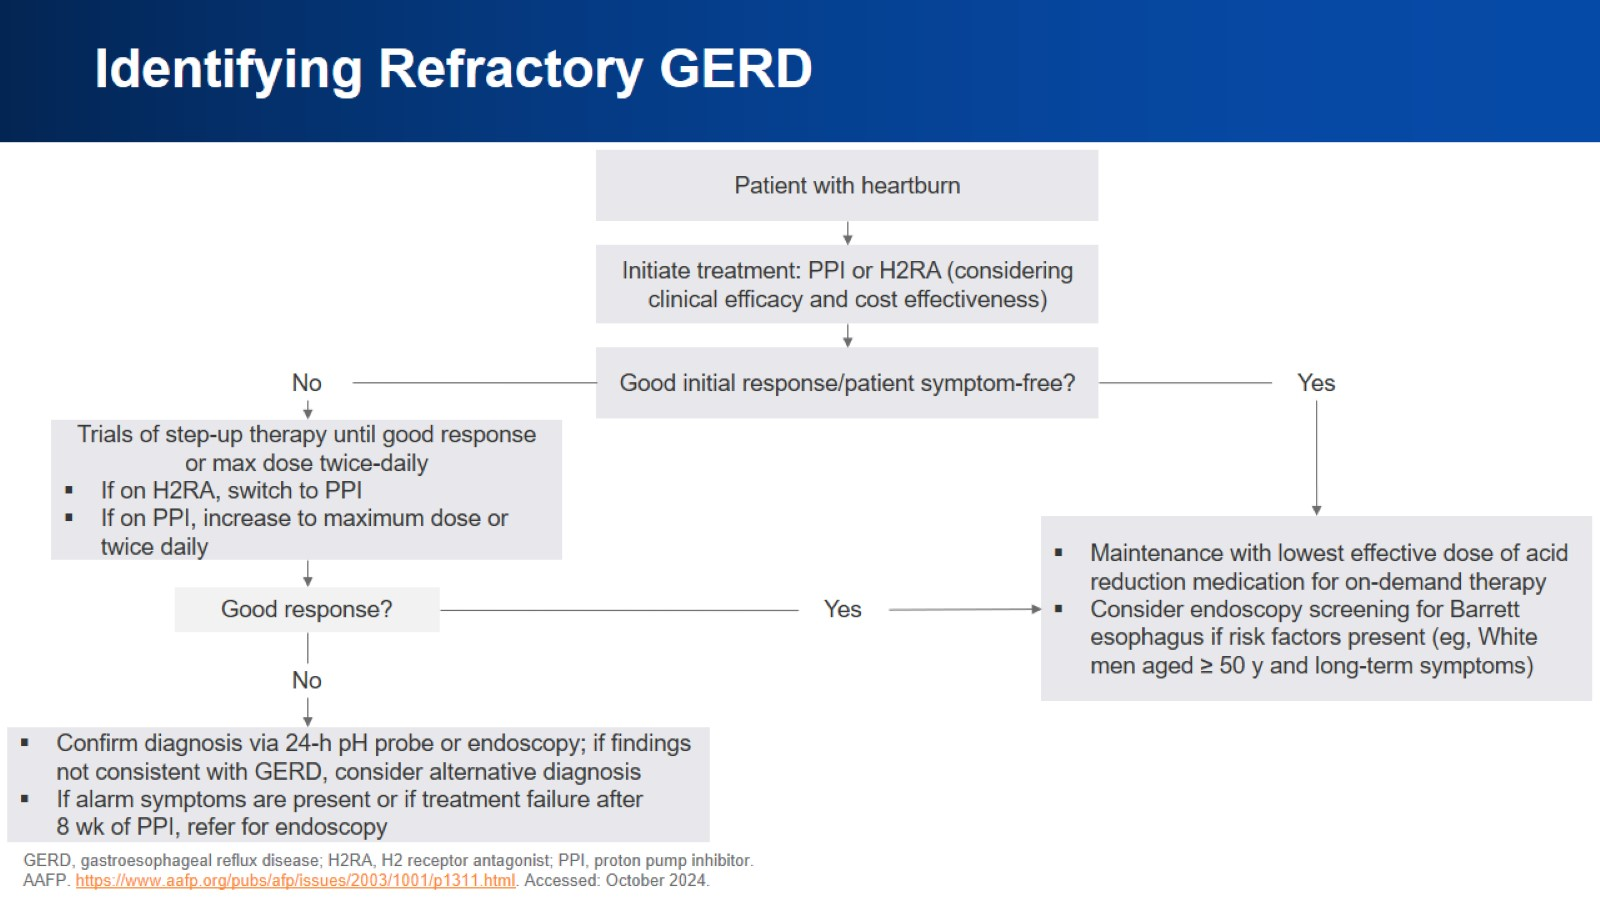 Identifying Refractory GERD
Patient with heartburn
Initiate treatment: PPI or H2RA (considering
clinical efficacy and cost effectiveness)
Good initial response/patient symptom-free?
No
Yes
Trials of step-up therapy until good response
or max dose twice-daily
▪ If on H2RA, switch to PPI
▪ If on PPI, increase to maximum dose or
twice daily
Good response?
Yes
▪ Maintenance with lowest effective dose of acid
reduction medication for on-demand therapy
▪ Consider endoscopy screening for Barrett
esophagus if risk factors present (eg, White
men aged ≥ 50 y and long-term symptoms)
No
▪ Confirm diagnosis via 24-h pH probe or endoscopy; if findings
not consistent with GERD, consider alternative diagnosis
▪ If alarm symptoms are present or if treatment failure after
8 wk of PPI, refer for endoscopy
GERD, gastroesophageal reflux disease; H2RA, H2 receptor antagonist; PPI, proton pump inhibitor.
AAFP. https://www.aafp.org/pubs/afp/issues/2003/1001/p1311.html. Accessed: October 2024.